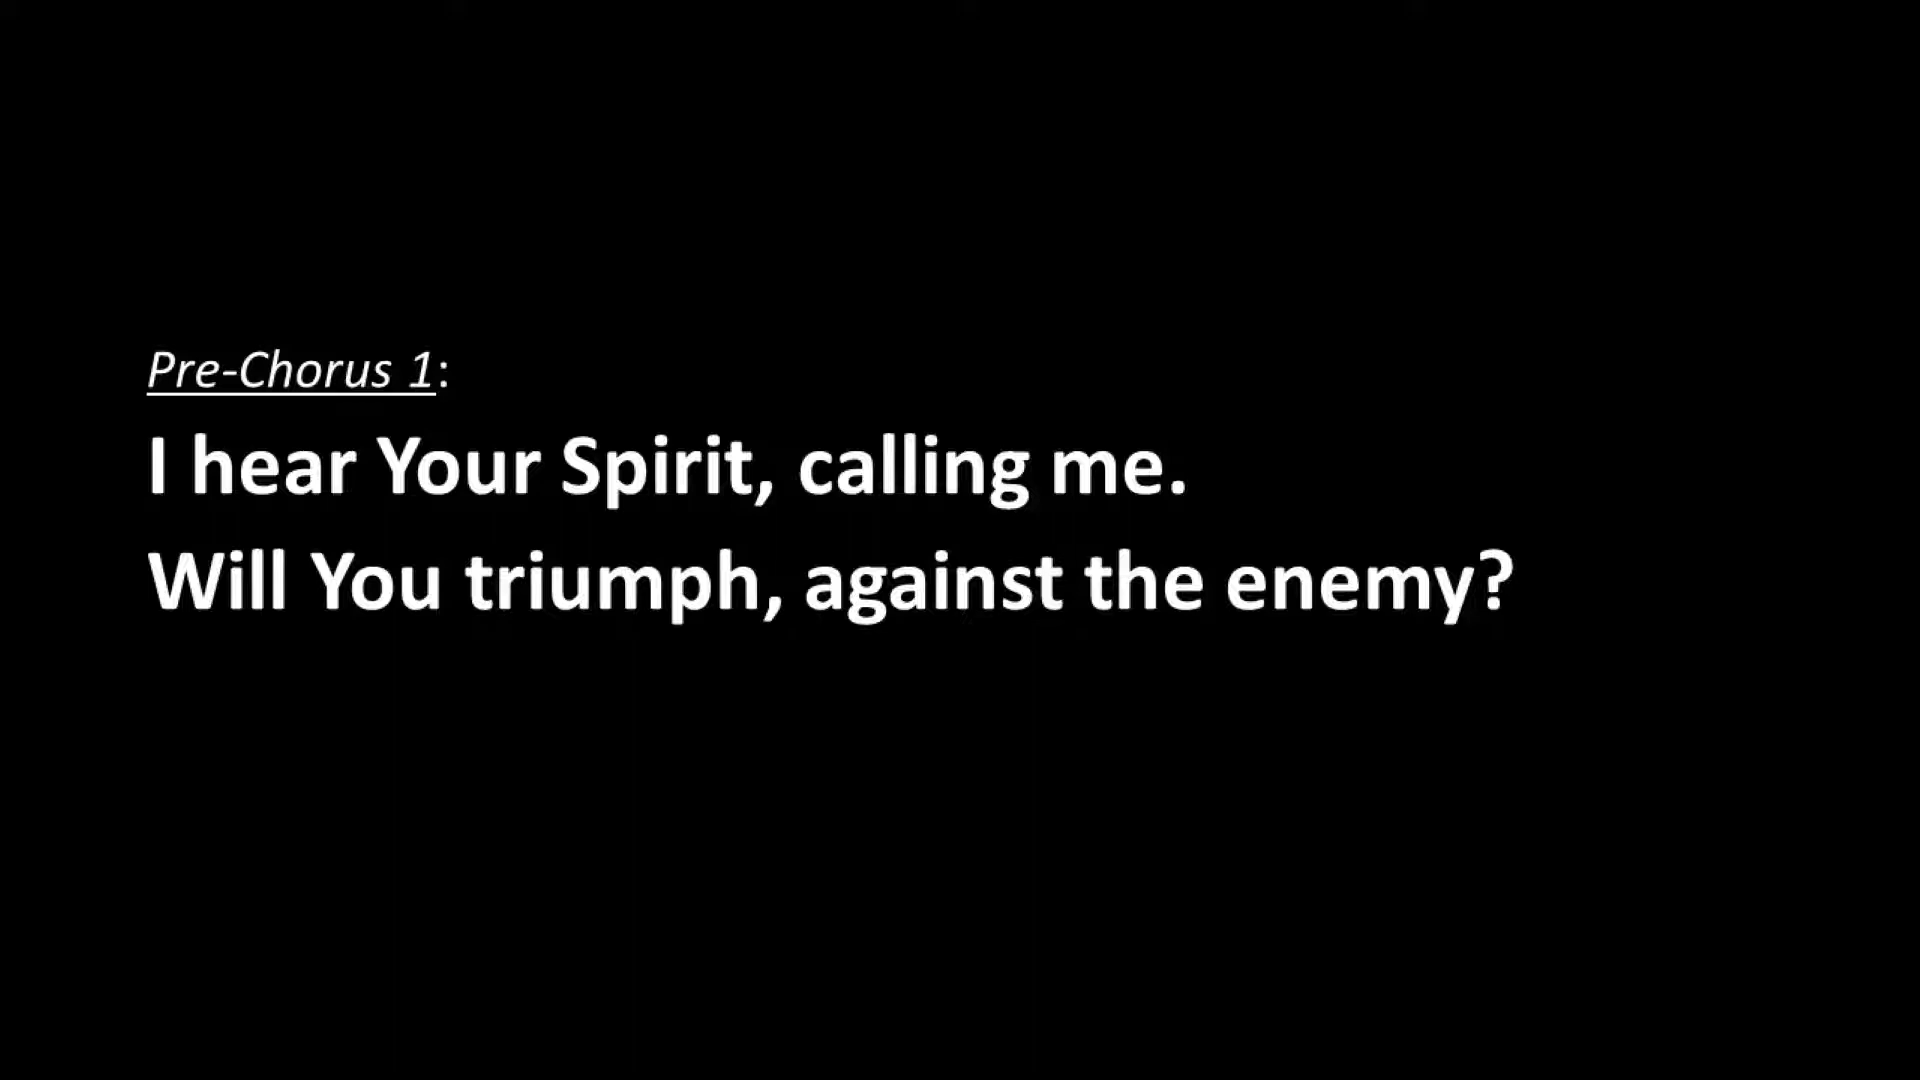 Pre-Chorus 1:
I hear Your Spirit, calling me.
Will You triumph, against the enemy?